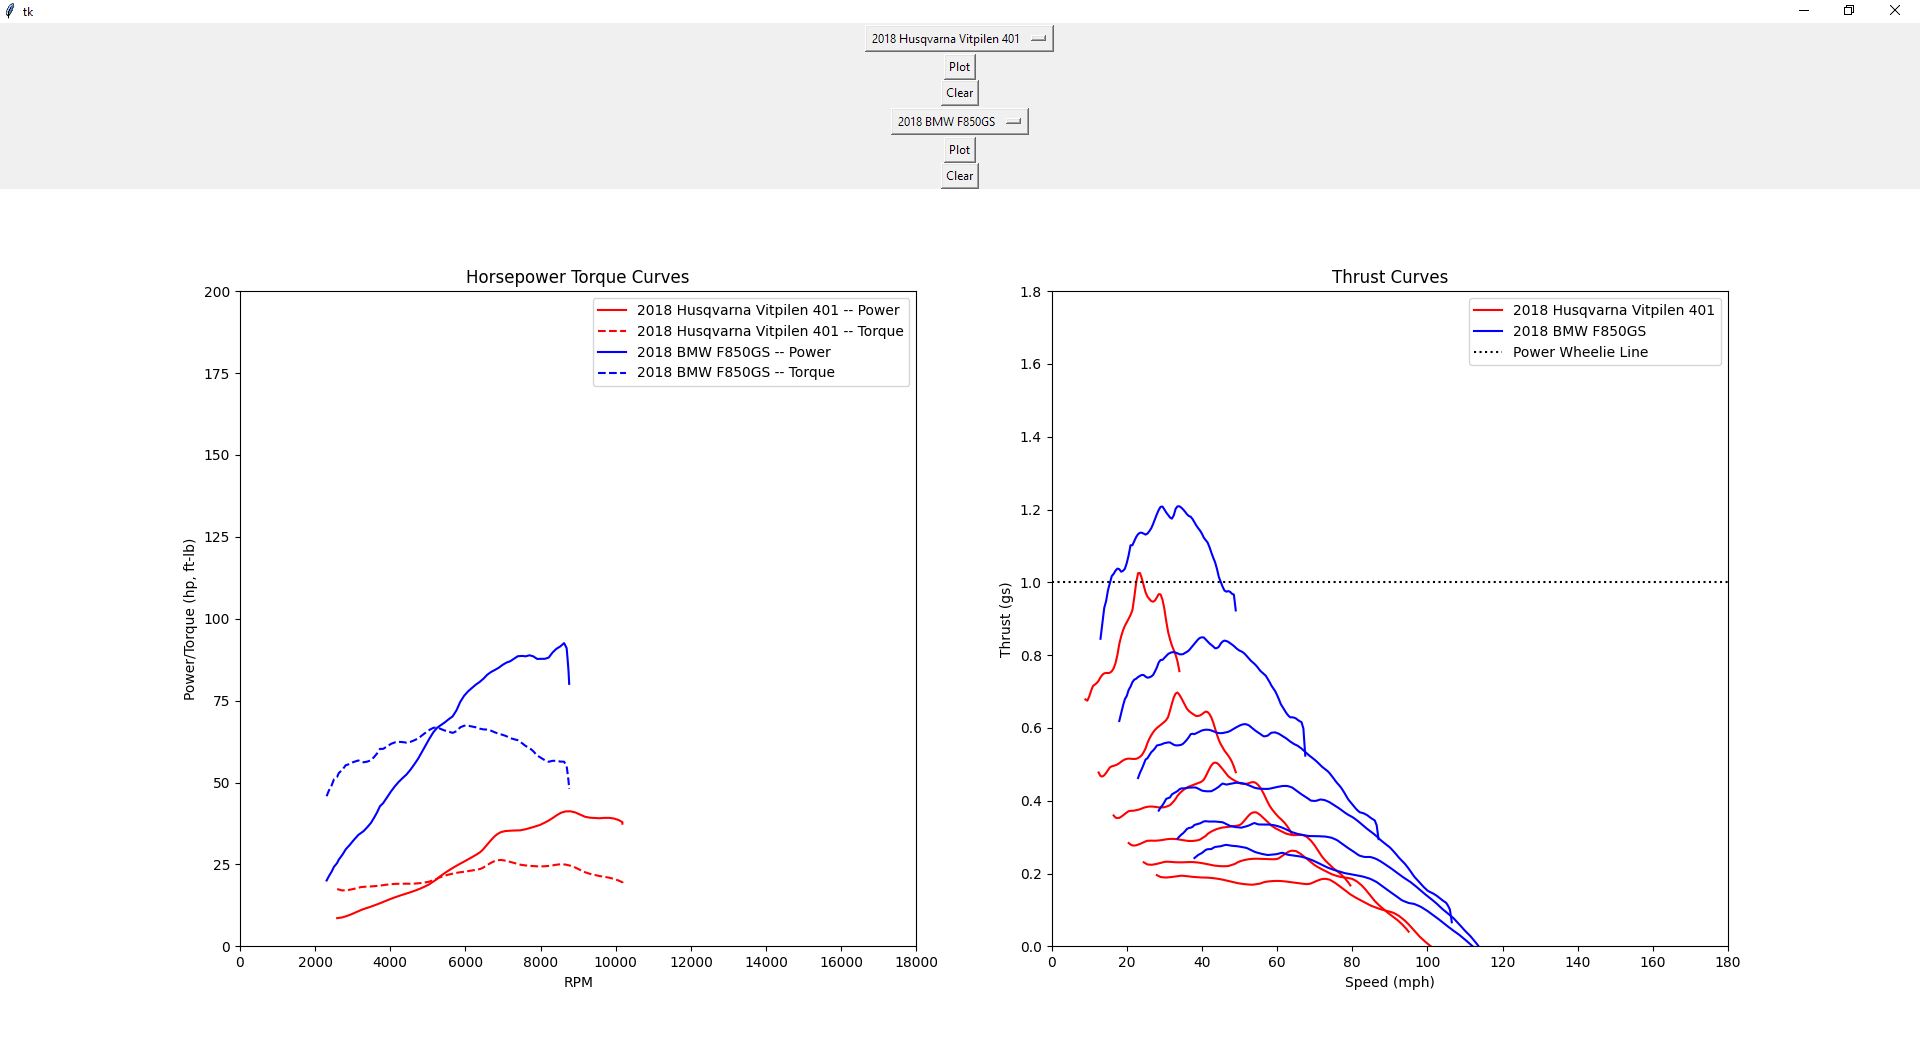 tk
2018 Husqvarna Vitpilen 401
Plot
Clear
2018 BMW F850GS
Plot
Clear
Horsepower Torque Curves
200
175
150
125
100
75
50
25
0
Power/Torque (hp, ft-lb)
2018 Husqvarna Vitpilen 401 -- Power
2018 Husqvarna Vitpilen 401 -- Torque
2018 BMW F850GS -- Power
2018 BMW F850GS -- Torque
0 2000 4000 6000 8000 10000 12000 14000 16000 18000
RPM
Thrust Curves
1.8
1.6
1.4
1.2
1.0
0.8
0.6
0.4
0.2
0.0
Thrust (gs)
2018 Husqvarna Vitpilen 401
2018 BMW F850GS
Power Wheelie Line
0 20 40 60 80 100 120 140 160 180
Speed (mph)